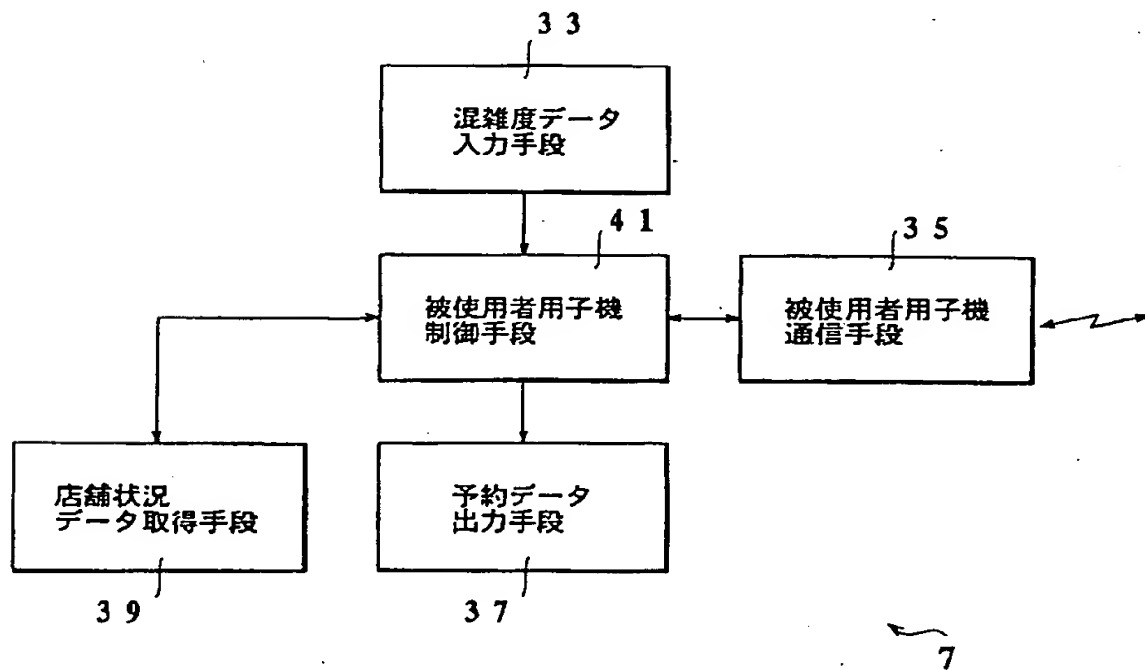 33
混雑度データ
入力手段
41
35
被使用者用子機
制御手段
被使用者用子機
通信手段
店舗状況
データ取得手段
予約データ
出力手段
39
37
7